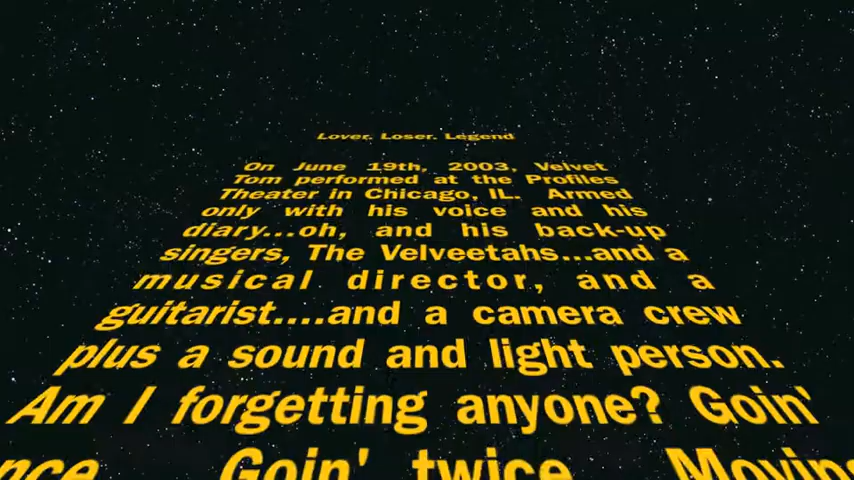 Lover. Loser. Legend
On June 19th, 2003, Velvet
Tom performed at the Profiles
Theater in Chicago, IL. Armed
only with his voice and his
diary...oh, and his back-up
singers, The Velveetahs...and a
musical director, and a
guitarist....and a camera crew
plus a sound and light person.
Am I forgetting anyone? Goin'
Goin' twice